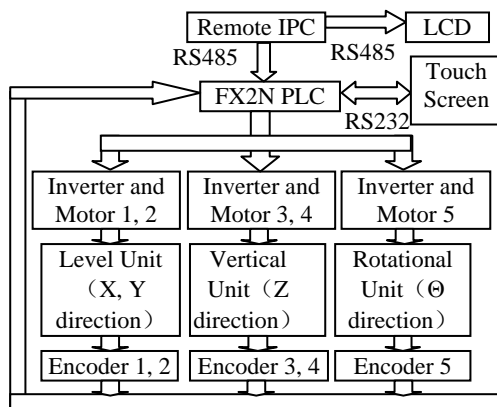 Remote IPC
LCD
RS485
RS485
Touch
Screen
FX2N PLC
RS232
Inverter and
Motor 1, 2
Inverter and
Motor 3, 4
Inverter and
Motor 5
Level Unit
（X, Y
direction）
Vertical
Unit（Z
direction）
Rotational
Unit（Θ
direction）
Encoder 1, 2
Encoder 3, 4
Encoder 5